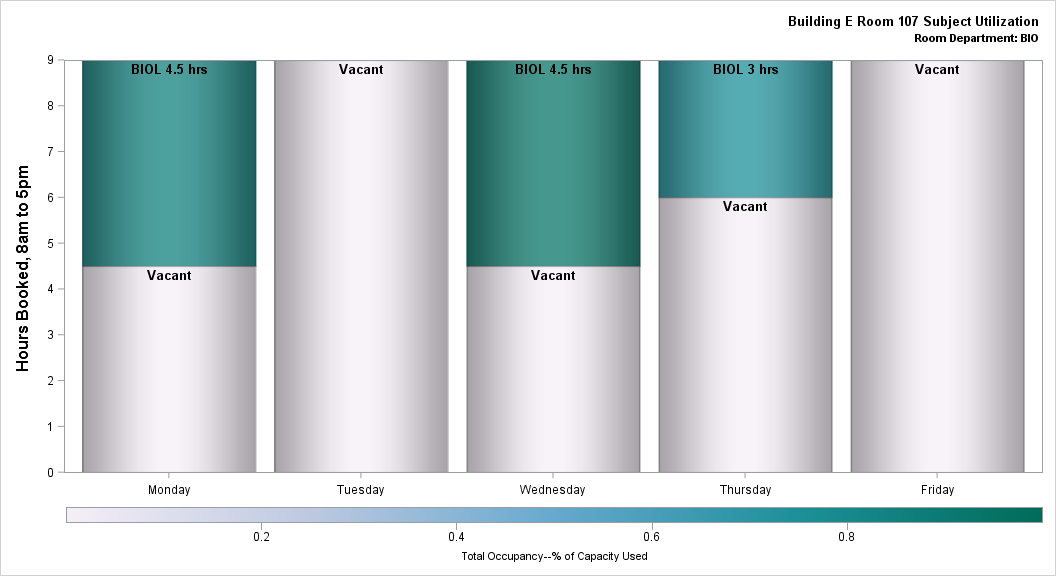 Building E Room 107 Subject Utilization
Room Department: BIO
Hours Booked, 8am to 5pm
9
8
7
6
5
4
3
2
1
0
BIOL 4.5 hrs
Vacant
Vacant
BIOL 4.5 hrs
Vacant
BIOL 3 hrs
Vacant
Vacant
Monday
Tuesday
Wednesday
Thursday
Friday
0.2
0.4
0.6
0.8
Total Occupancy--% of Capacity Used